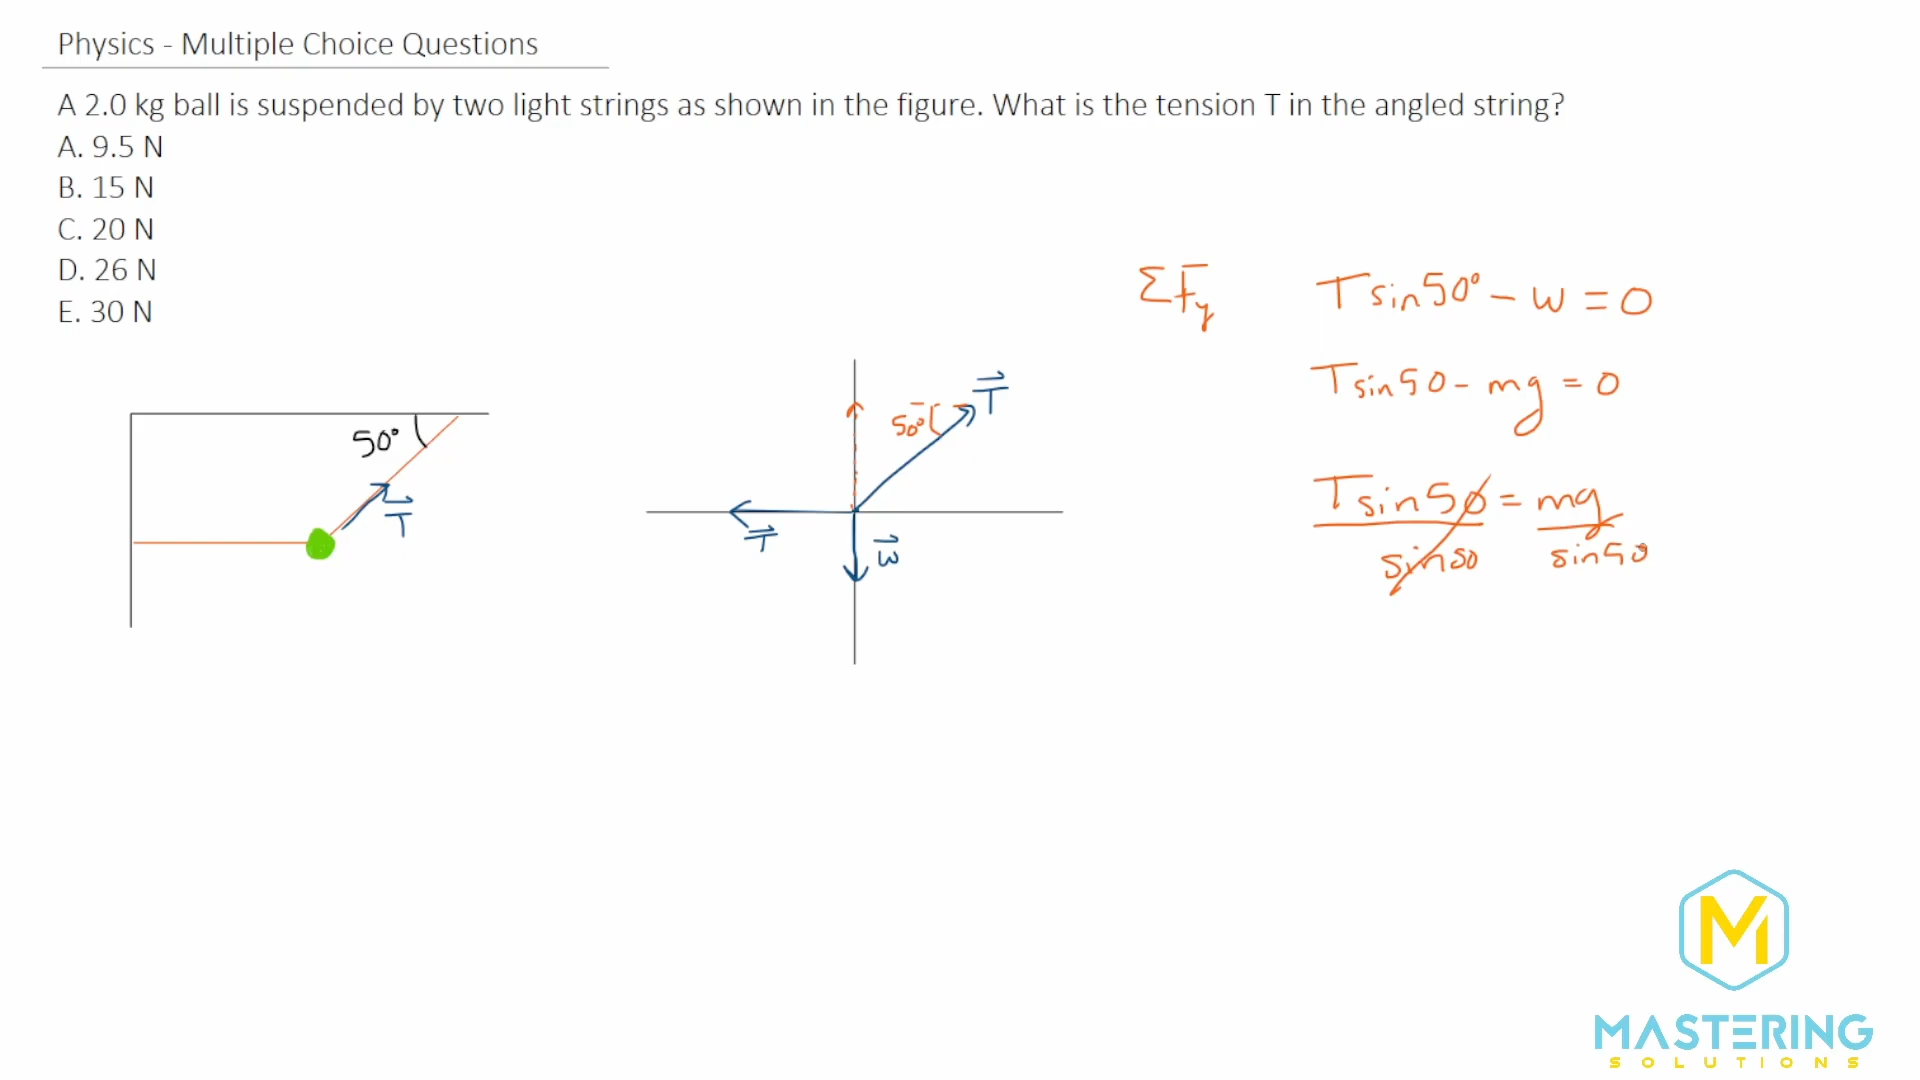 Physics - Multiple Choice Questions
A 2.0 kg ball is suspended by two light strings as shown in the figure. What is the tension T in the angled string?
A. 9.5 N
B. 15 N
C. 20 N
D. 26 N
E. 30 N
50°
T
50°
T
T
w
ΣFy
T sin 50° - w = 0
T sin 50 - mg = 0
T sin 50 = mg
sin 50 sin 50
M
MASTERING
SOLUTIONS